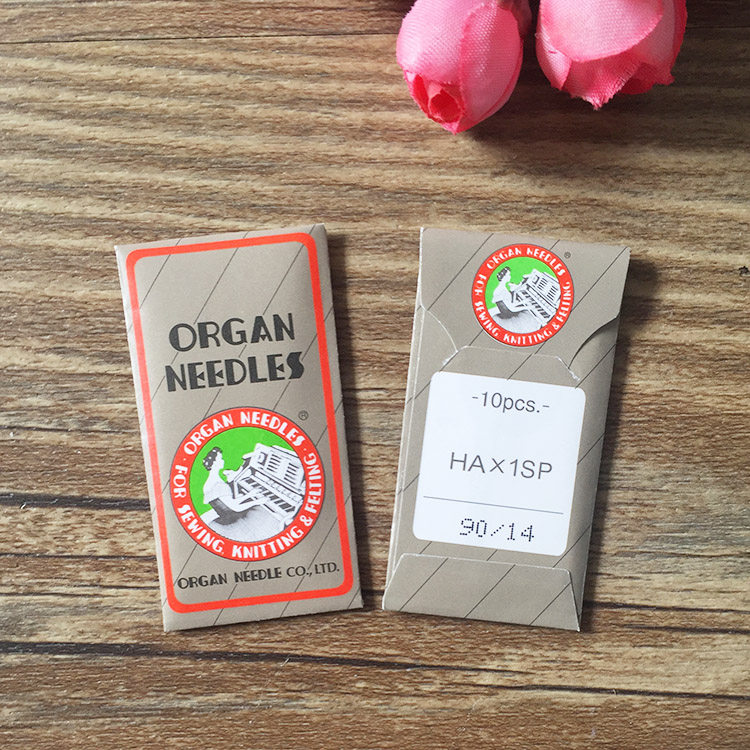 ORGAN
NEEDLES
®
ORGAN NEEDLES · FOR SEWING, KNITTING & FELTING ·
ORGAN NEEDLE CO., LTD.
ORGAN NEEDLES · FOR SEWING, KNITTING & FELTING ·
®
-10pcs.-
HA×1SP
90/14